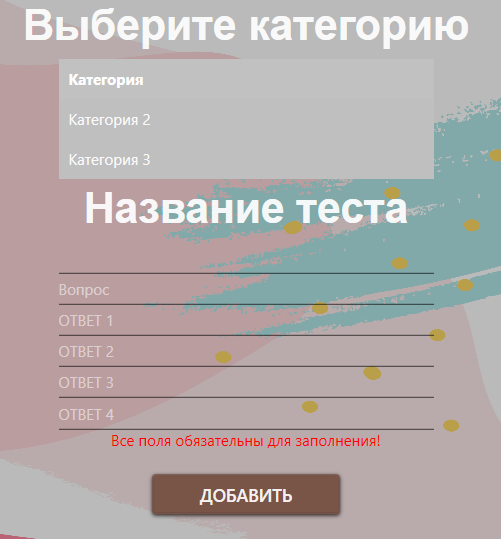 Выберите категорию
Категория
Категория 2
Категория 3
Название теста
Вопрос
ОТВЕТ 1
ОТВЕТ 2
ОТВЕТ 3
ОТВЕТ 4
Все поля обязательны для заполнения!
ДОБАВИТЬ